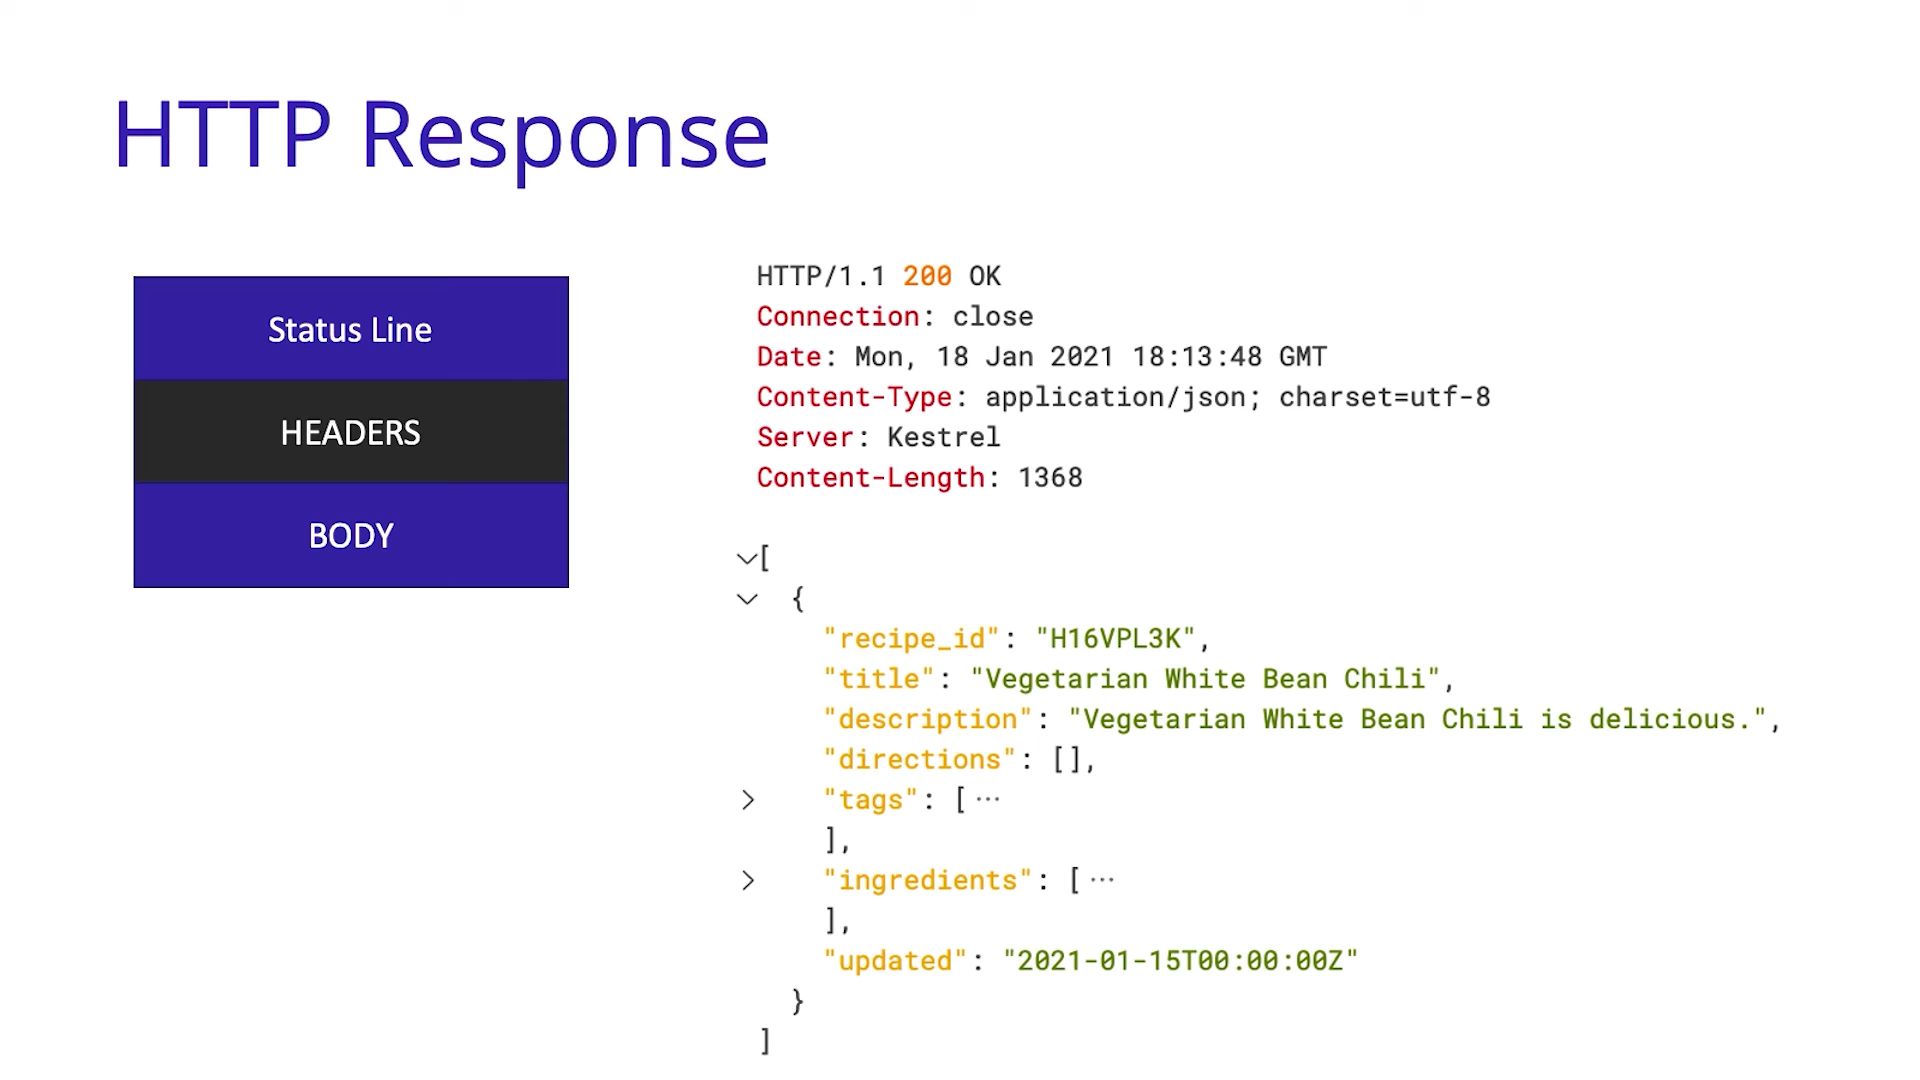 HTTP Response
Status Line
HEADERS
BODY
HTTP/1.1 200 OK
Connection: close
Date: Mon, 18 Jan 2021 18:13:48 GMT
Content-Type: application/json; charset=utf-8
Server: Kestrel
Content-Length: 1368
[
{
"recipe_id": "H16VPL3K",
"title": "Vegetarian White Bean Chili",
"description": "Vegetarian White Bean Chili is delicious.",
"directions": [],
"tags": [ ···
],
"ingredients": [ ···
],
"updated": "2021-01-15T00:00:00Z"
}
]